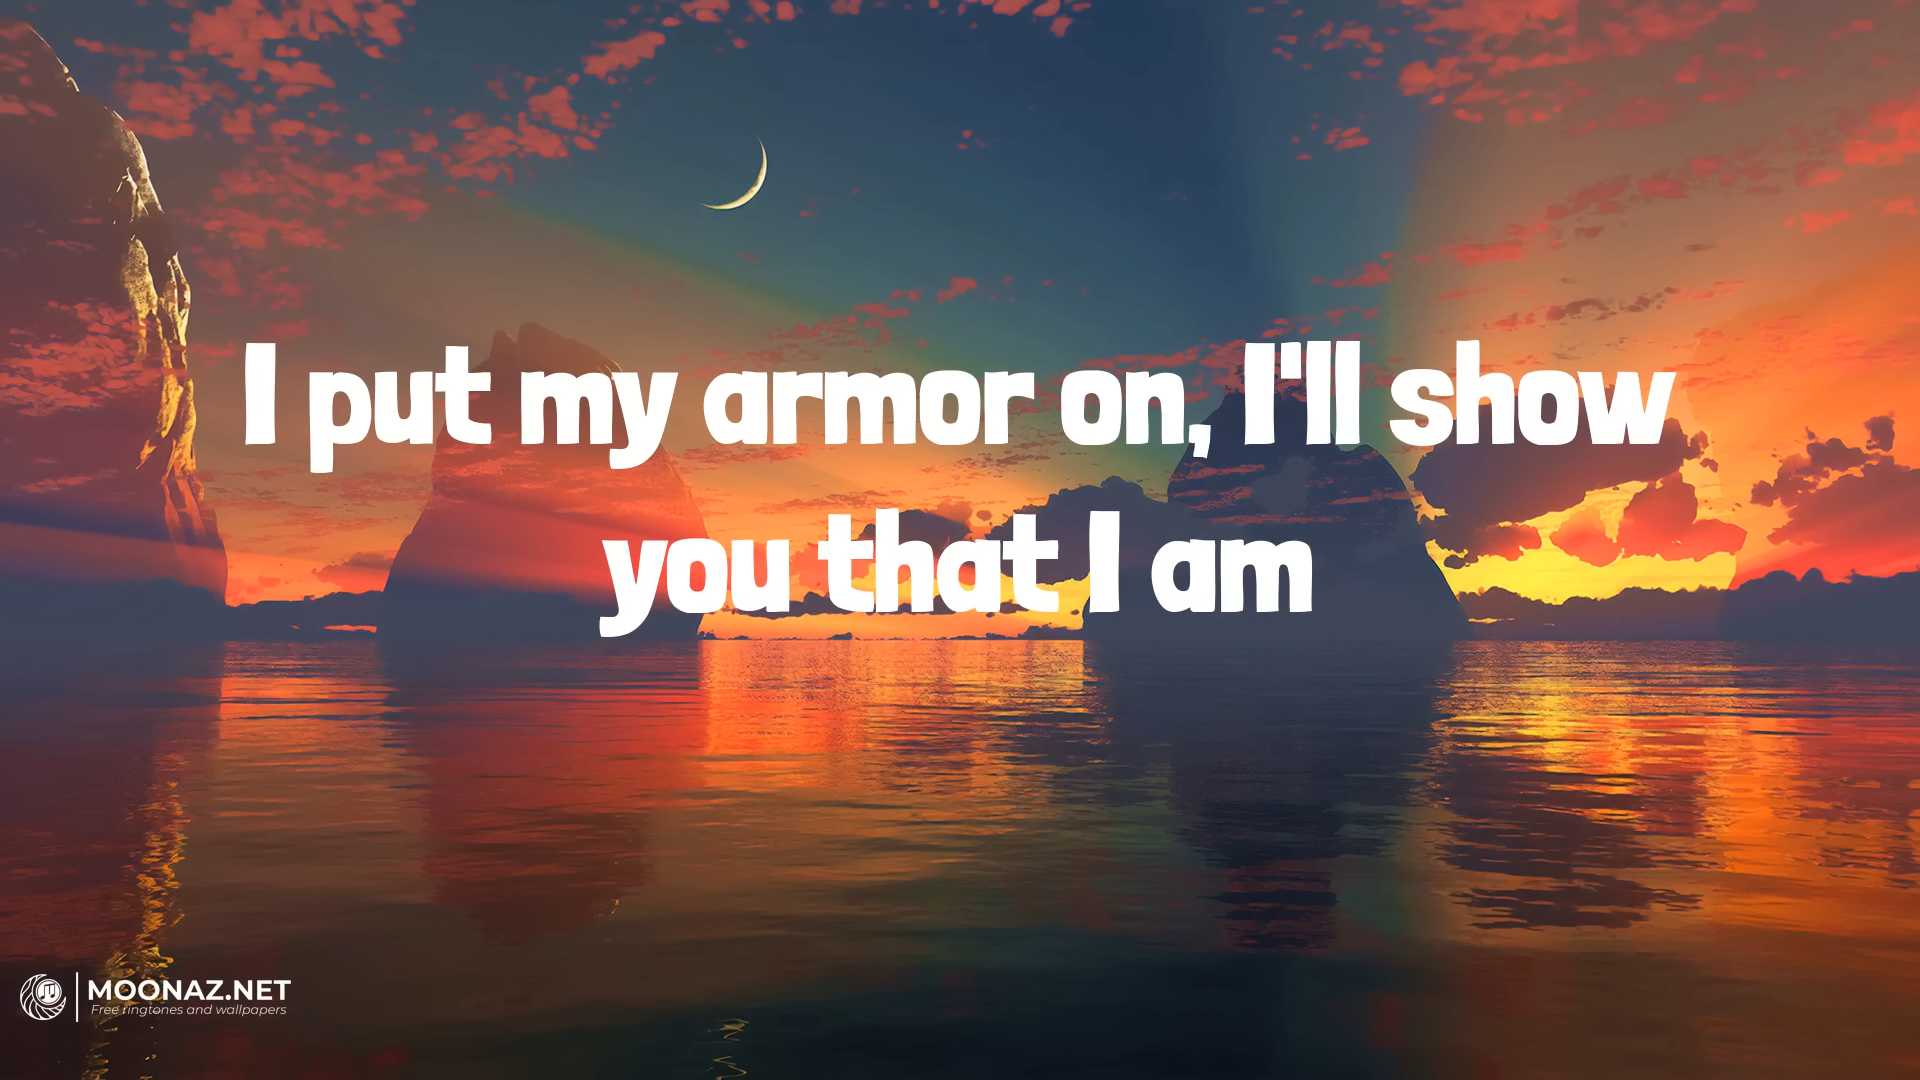 I put my armor on, I'll show
you that I am
MOONAZ.NET
Free ringtones and wallpapers